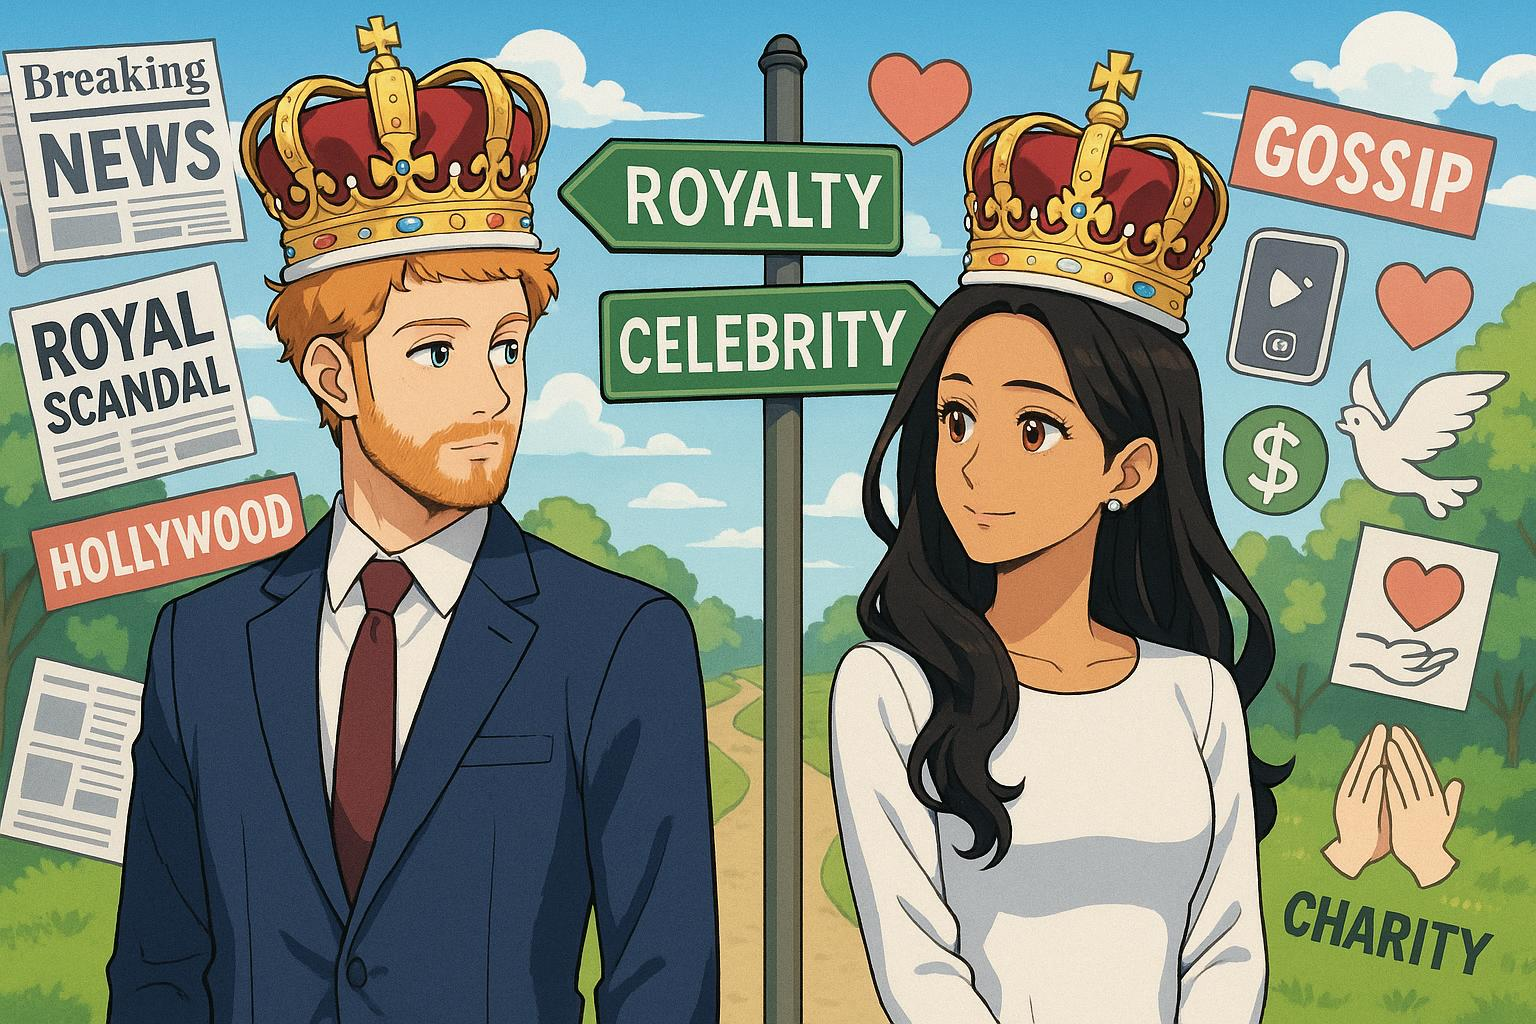 Breaking
NEWS
ROYAL
SCANDAL
HOLLYWOOD
ROYALTY
CELEBRITY
GOSSIP
$
CHARITY